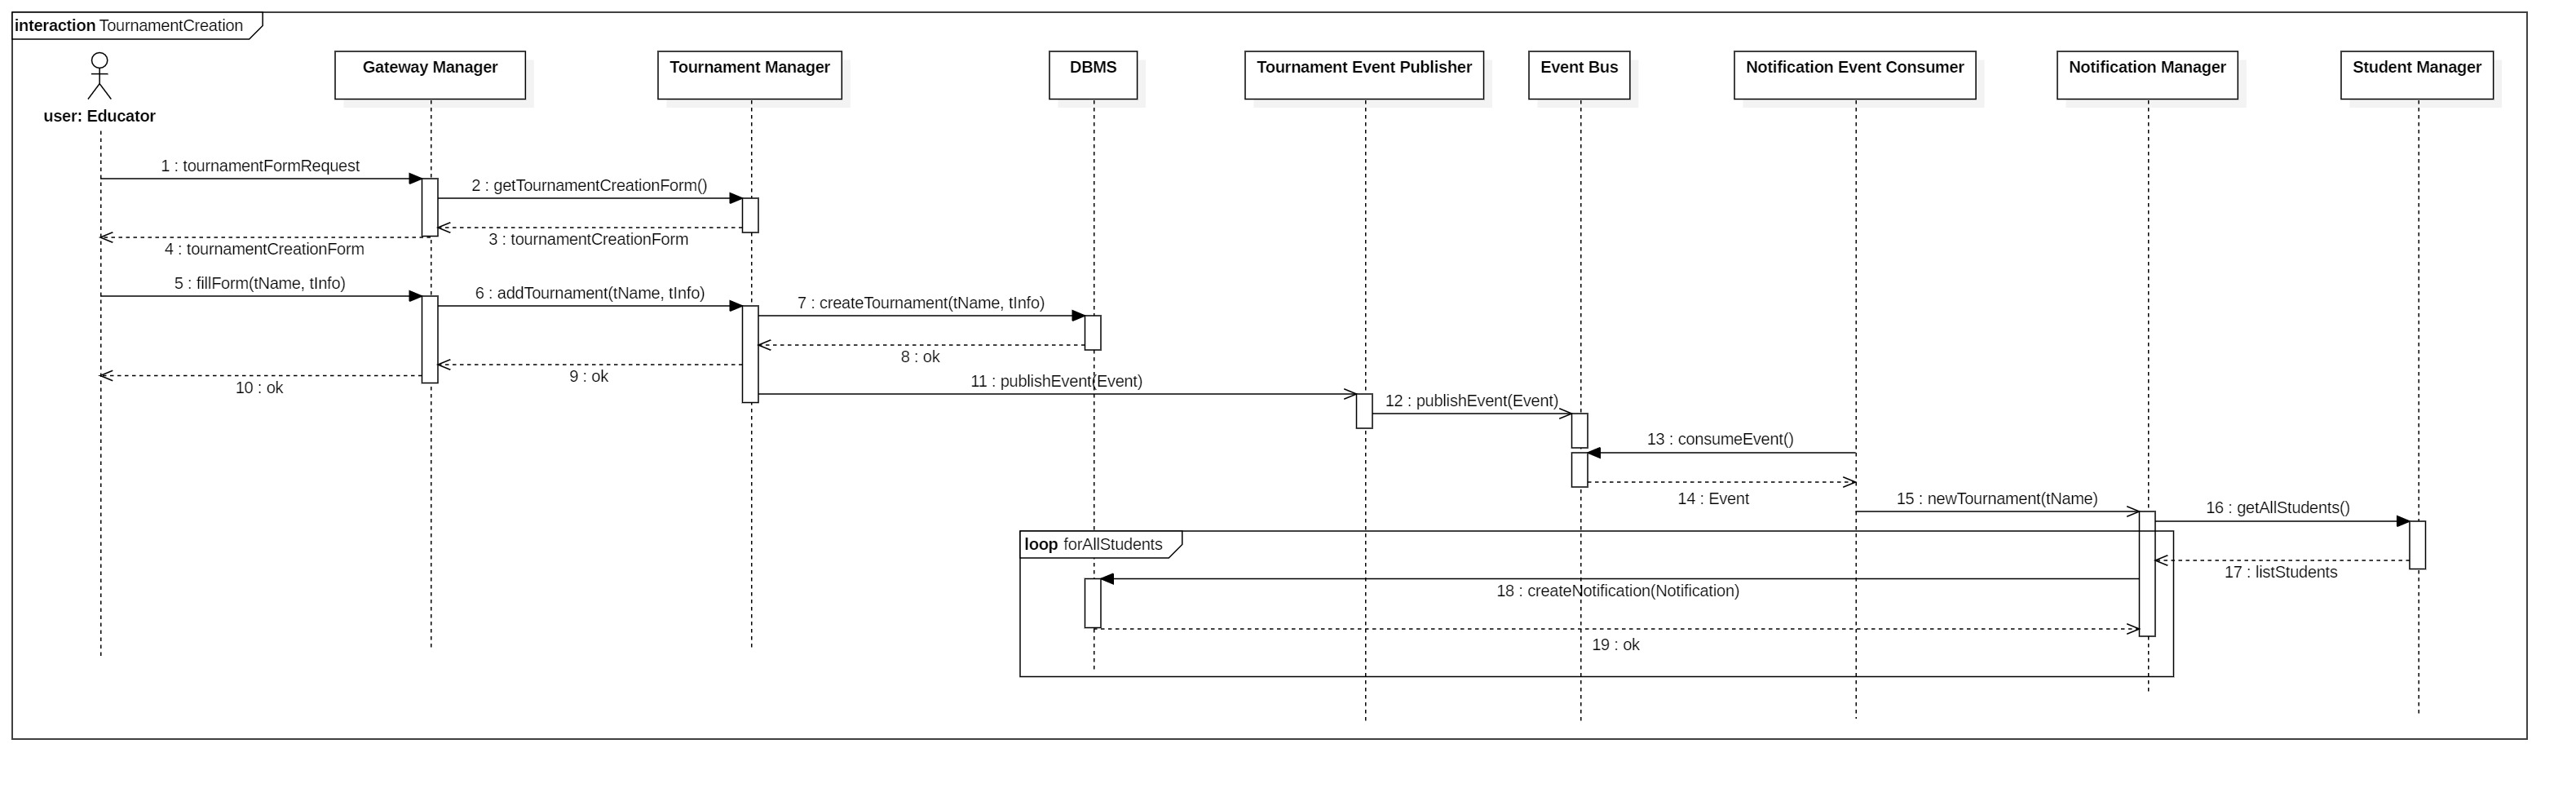 interaction TournamentCreation
user: Educator
Gateway Manager
Tournament Manager
DBMS
Tournament Event Publisher
Event Bus
Notification Event Consumer
Notification Manager
Student Manager
1 : tournamentFormRequest
2 : getTournamentCreationForm()
3 : tournamentCreationForm
4 : tournamentCreationForm
5 : fillForm(tName, tInfo)
6 : addTournament(tName, tInfo)
7 : createTournament(tName, tInfo)
8 : ok
9 : ok
10 : ok
11 : publishEvent(Event)
12 : publishEvent(Event)
13 : consumeEvent()
14 : Event
15 : newTournament(tName)
16 : getAllStudents()
loop forAllStudents
17 : listStudents
18 : createNotification(Notification)
19 : ok